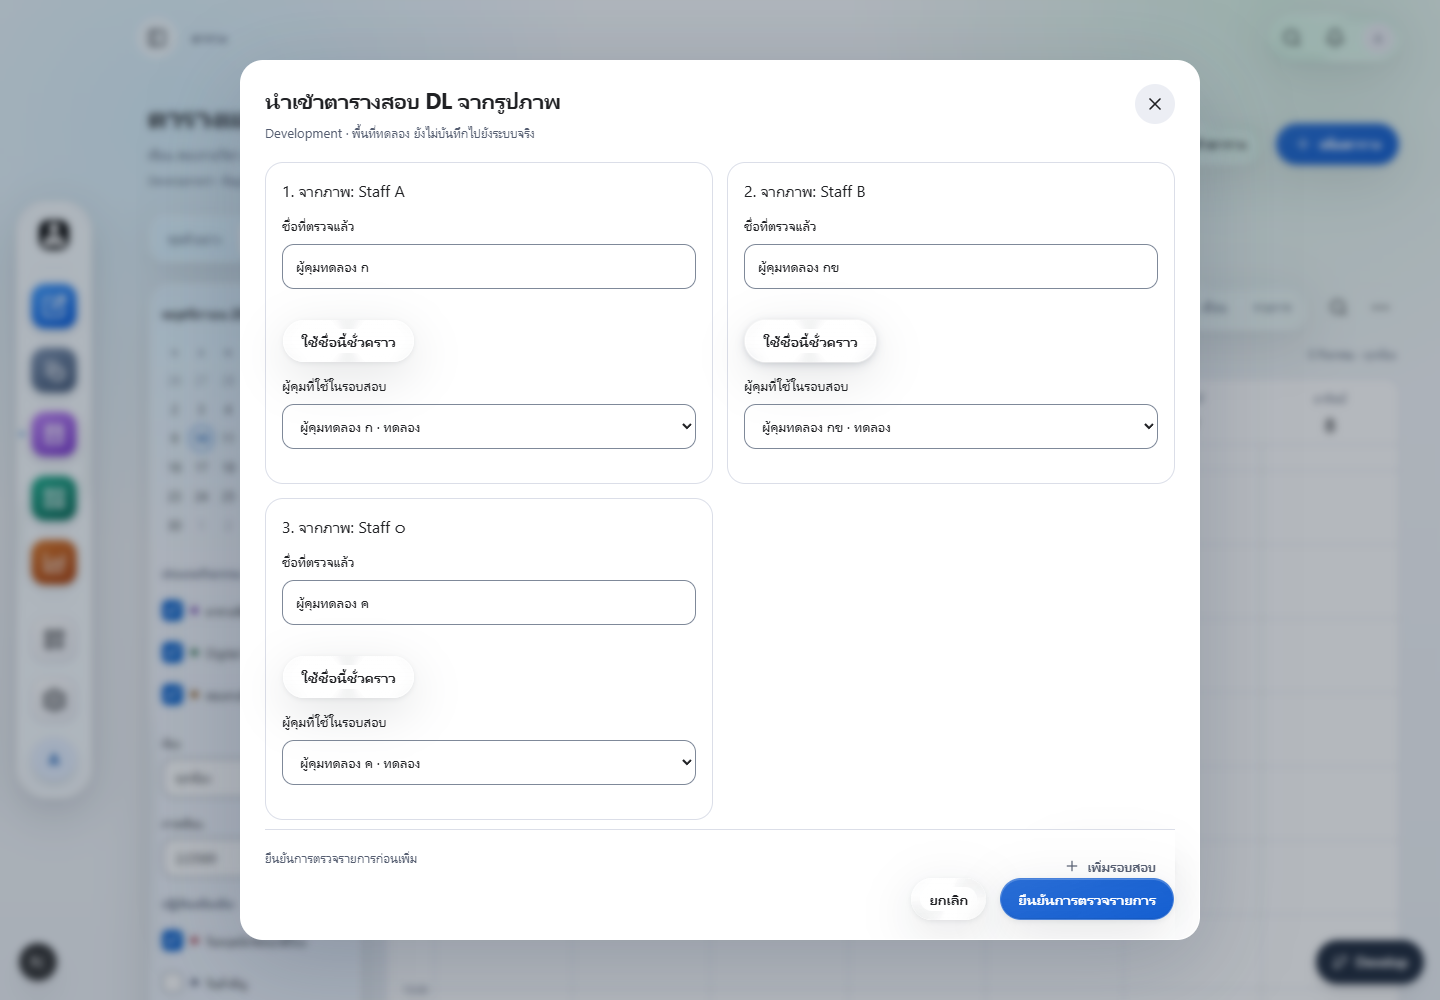 นำเข้าตารางสอบ DL จากรูปภาพ
Development · พื้นที่ทดลอง ยังไม่บันทึกไปยังระบบจริง
1. จากภาพ: Staff A
ชื่อที่ตรวจแล้ว
ผู้คุมทดลอง ก
ใช้ชื่อนี้ชั่วคราว
ผู้คุมที่ใช้ในรอบสอบ
ผู้คุมทดลอง ก · ทดลอง
2. จากภาพ: Staff B
ชื่อที่ตรวจแล้ว
ผู้คุมทดลอง กข
ใช้ชื่อนี้ชั่วคราว
ผู้คุมที่ใช้ในรอบสอบ
ผู้คุมทดลอง กข · ทดลอง
3. จากภาพ: Staff ๐
ชื่อที่ตรวจแล้ว
ผู้คุมทดลอง ค
ใช้ชื่อนี้ชั่วคราว
ผู้คุมที่ใช้ในรอบสอบ
ผู้คุมทดลอง ค · ทดลอง
ยืนยันการตรวจรายการก่อนเพิ่ม
เพิ่มรอบสอบ
ยกเลิก
ยืนยันการตรวจรายการ